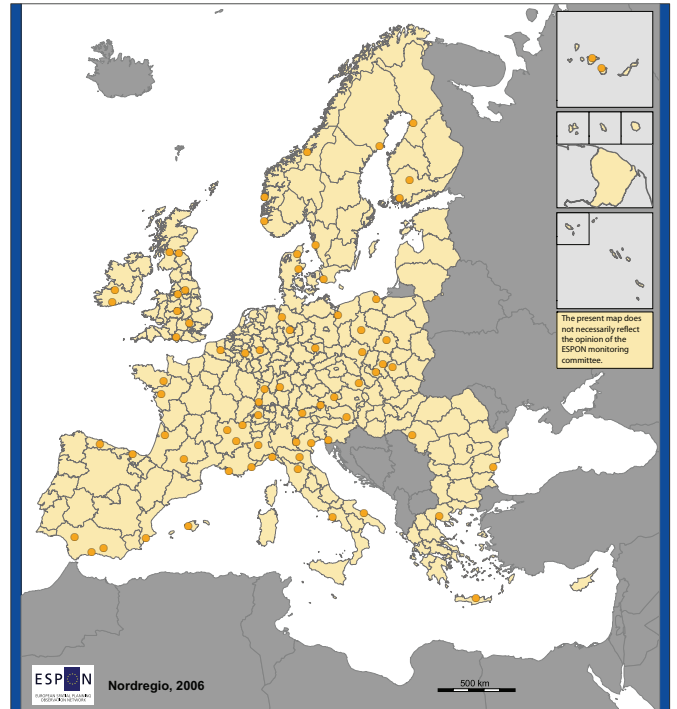 The present map does
not necessarily reflect
the opinion of the
ESPON monitoring
committee.
ESPON
EUROPEAN SPATIAL PLANNING
OBSERVATION NETWORK
Nordregio, 2006
500 km